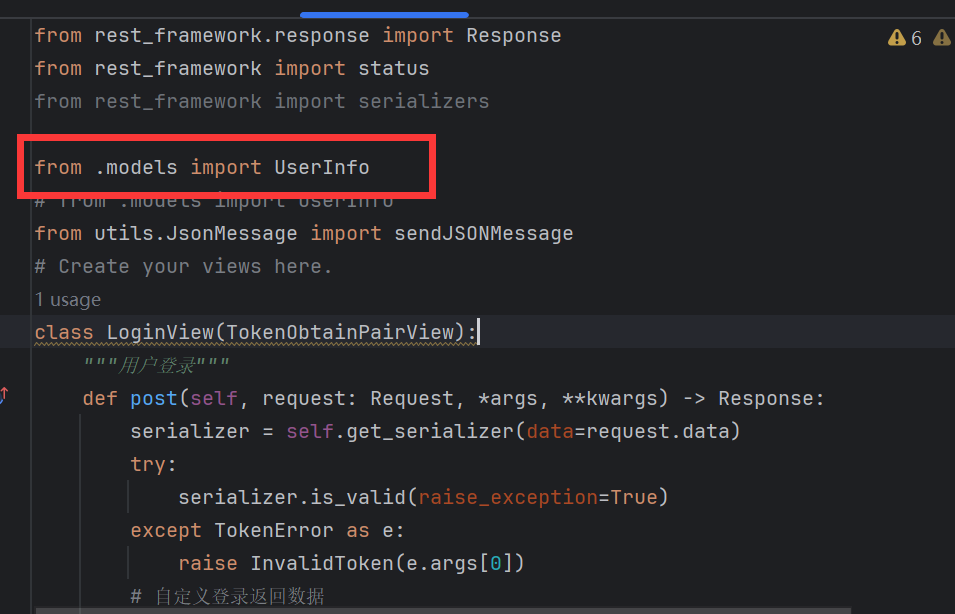 from rest_framework.response import Response
6
from rest_framework import status
from rest_framework import serializers
from .models import UserInfo
# from .models import UserInfo
from utils.JsonMessage import sendJSONMessage
# Create your views here.
1 usage
class LoginView(TokenObtainPairView):
"""用户登录"""
def post(self, request: Request, *args, **kwargs) -> Response:
serializer = self.get_serializer(data=request.data)
try:
serializer.is_valid(raise_exception=True)
except TokenError as e:
raise InvalidToken(e.args[0])
# 自定义登录返回数据